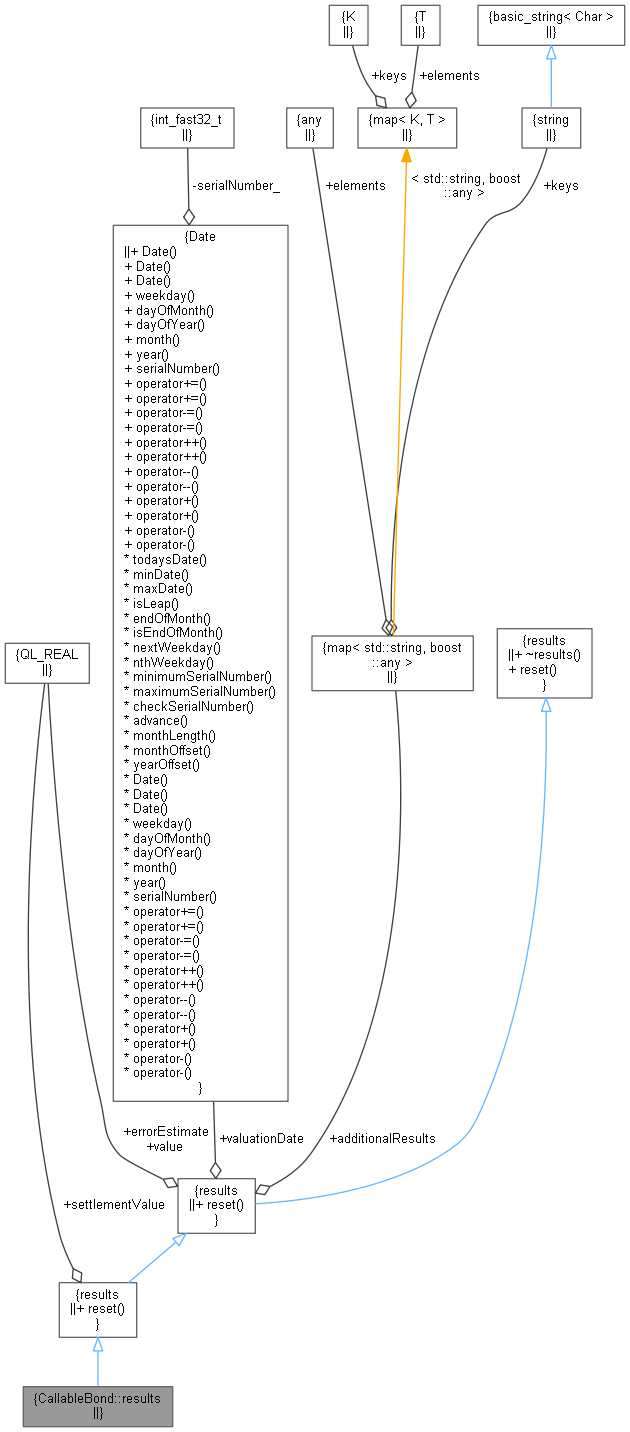 {K
||}
{T
||}
{basic_string< Char >
||}
+keys
+elements
{int_fast32_t
||}
{any
||}
{map< K, T >
||}
{string
||}
-serialNumber_
+elements
< std::string, boost
::any >
+keys
{Date
||+ Date()
+ Date()
+ Date()
+ weekday()
+ dayOfMonth()
+ dayOfYear()
+ month()
+ year()
+ serialNumber()
+ operator+=()
+ operator+=()
+ operator-=()
+ operator-=()
+ operator++()
+ operator++()
+ operator--()
+ operator--()
+ operator+()
+ operator+()
+ operator-()
+ operator-()
* todaysDate()
* minDate()
* maxDate()
* isLeap()
* endOfMonth()
* isEndOfMonth()
* nextWeekday()
* nthWeekday()
* minimumSerialNumber()
* maximumSerialNumber()
* checkSerialNumber()
* advance()
* monthLength()
* monthOffset()
* yearOffset()
* Date()
* Date()
* Date()
* weekday()
* dayOfMonth()
* dayOfYear()
* month()
* year()
* serialNumber()
* operator+=()
* operator+=()
* operator-=()
* operator-=()
* operator++()
* operator++()
* operator--()
* operator--()
* operator+()
* operator+()
* operator-()
* operator-()
}
{QL_REAL
||}
{map< std::string, boost
::any >
||}
{results
||+ ~results()
+ reset()
}
+errorEstimate
+value
+valuationDate
+additionalResults
{results
||+ reset()
}
+settlementValue
{results
||+ reset()
}
{CallableBond::results
||}